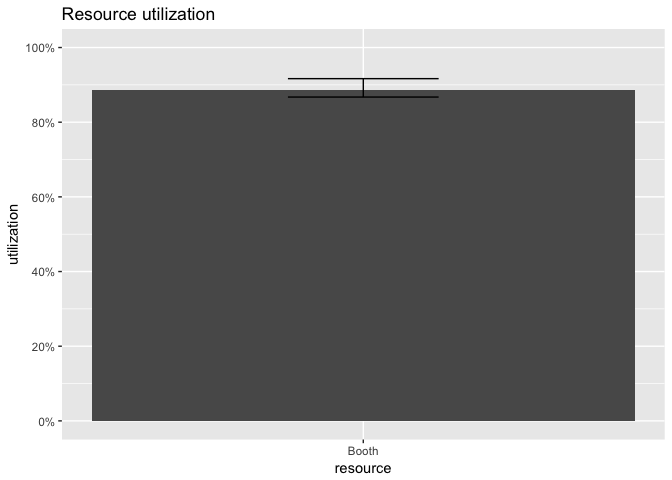 Resource utilization
100%
80%
60%
40%
20%
0%
utilization
Booth
resource